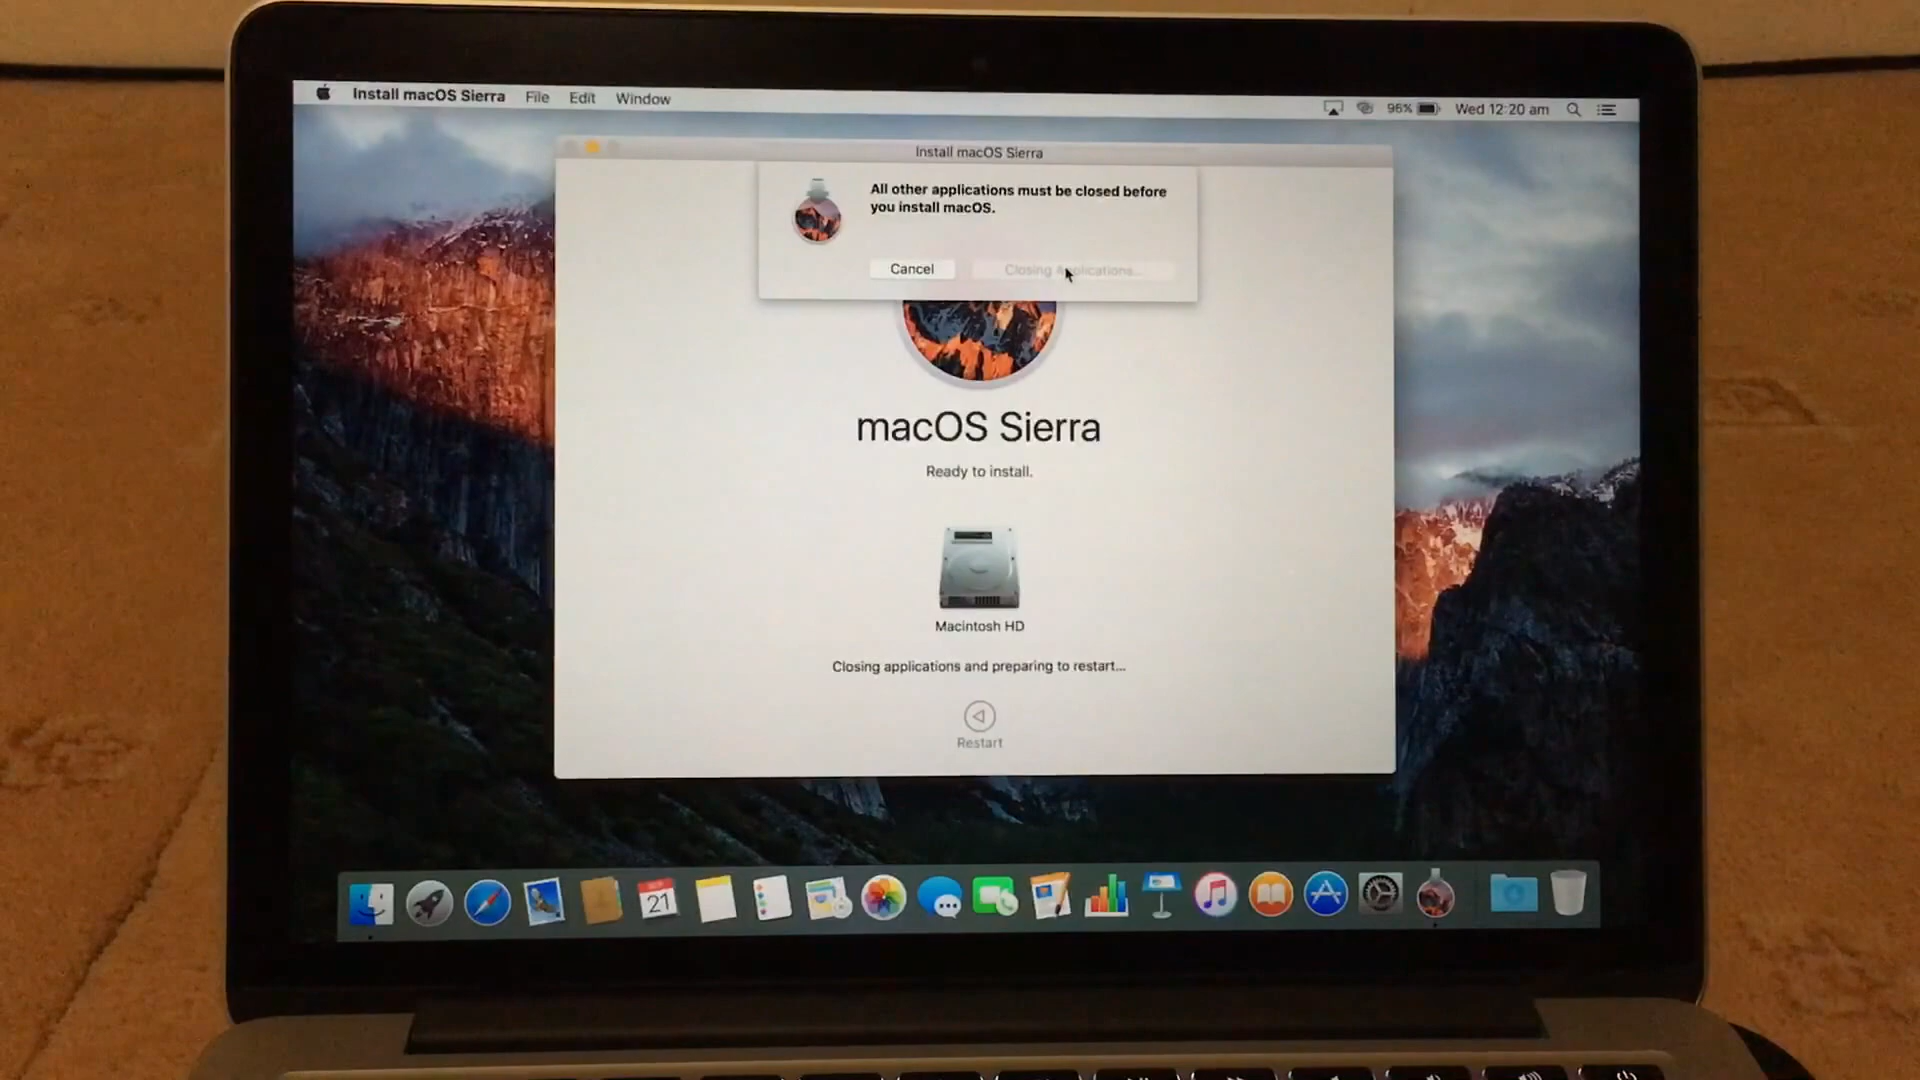 Install macOS Sierra File Edit Window 96% Wed 12:20 am
Install macOS Sierra
All other applications must be closed before
you install macOS.
Cancel Closing Applications...
macOS Sierra
Ready to install.
Macintosh HD
Closing applications and preparing to restart...
Restart
21